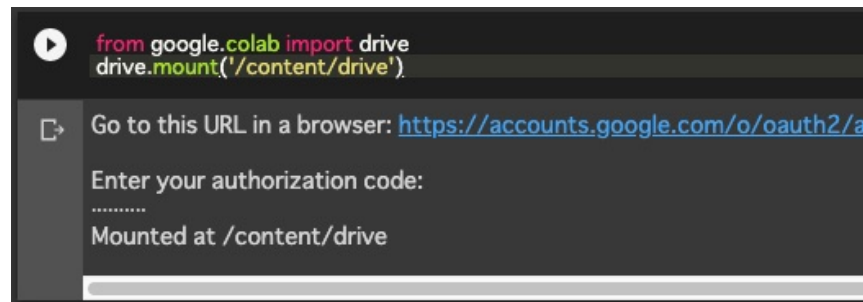 from google.colab import drive
drive.mount('/content/drive')
Go to this URL in a browser: https://accounts.google.com/o/oauth2/a
Enter your authorization code:
..........
Mounted at /content/drive